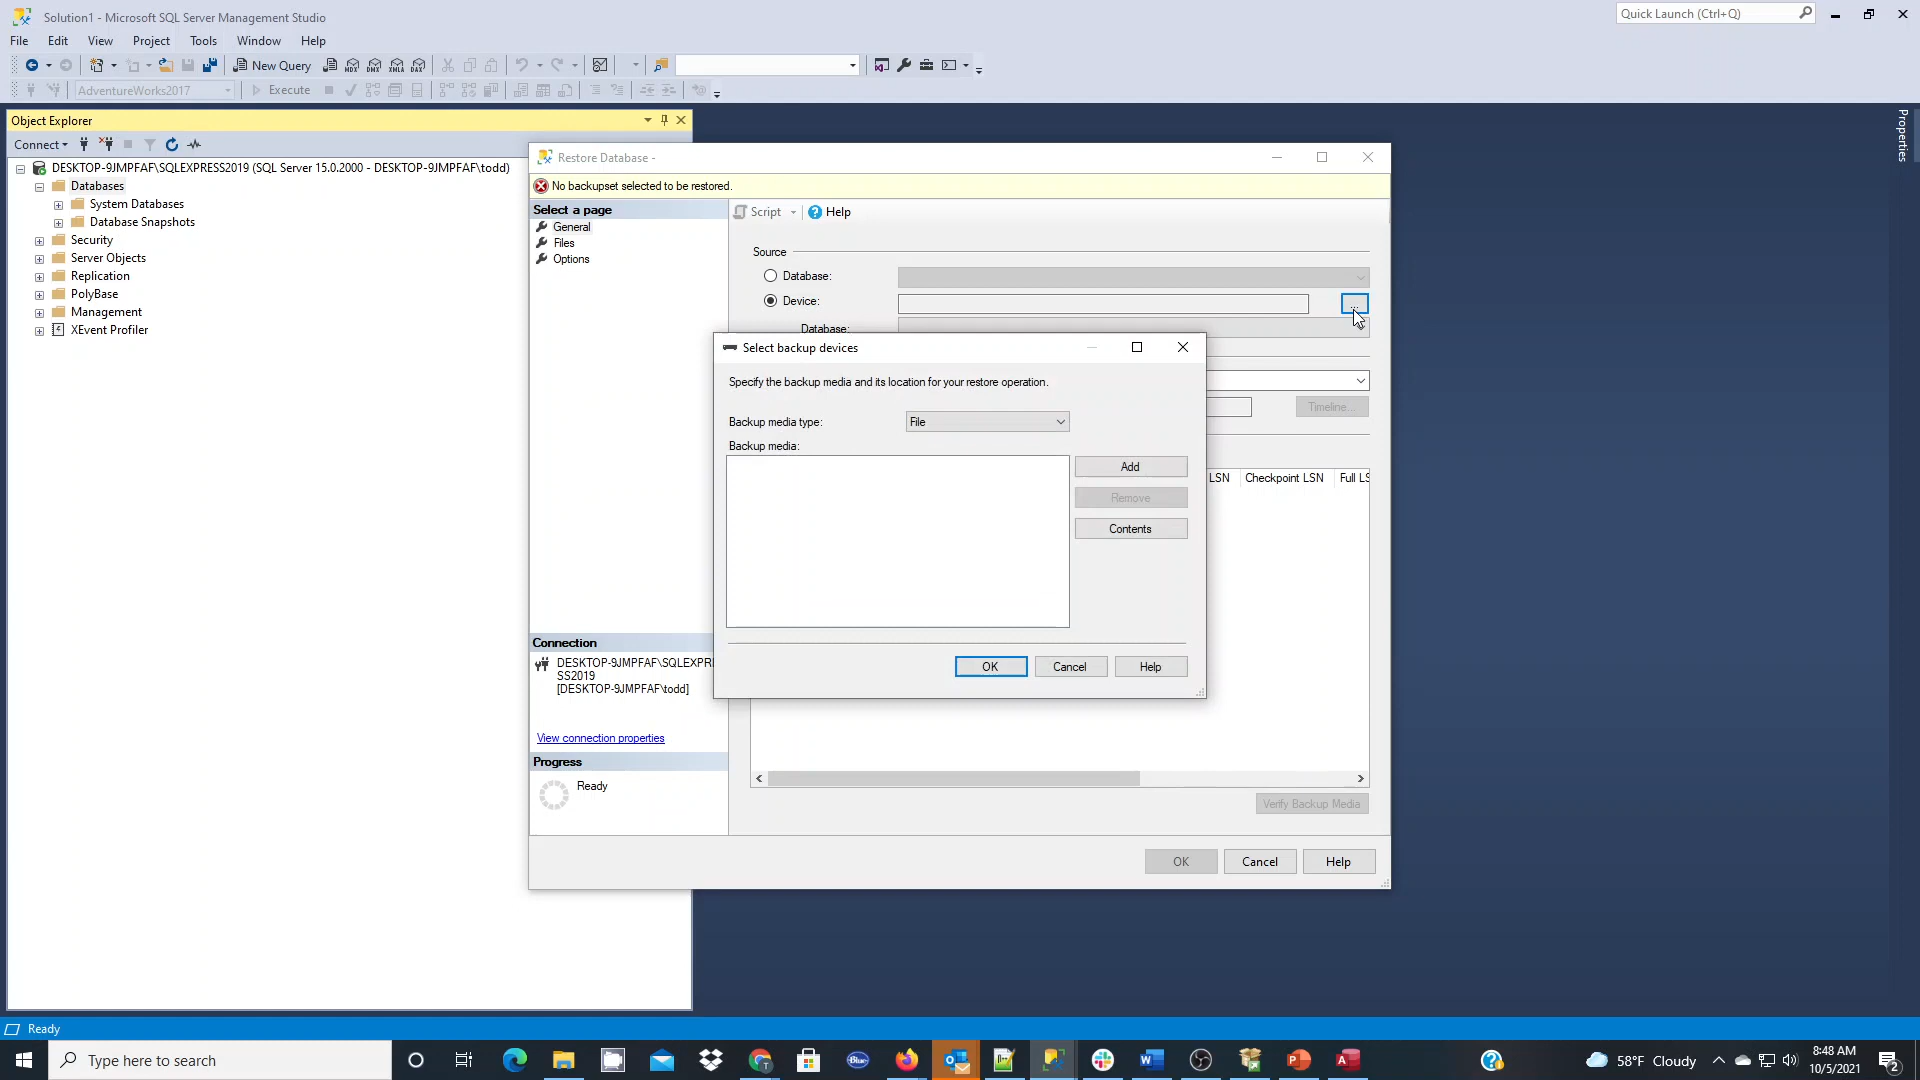 Solution1 - Microsoft SQL Server Management Studio
Quick Launch (Ctrl+Q)
File Edit View Project Tools Window Help
New Query
MDX DMX XMLA DAX
AdventureWorks2017
Execute
Object Explorer
Properties
Connect
DESKTOP-9JMPFAF\SQLEXPRESS2019 (SQL Server 15.0.2000 - DESKTOP-9JMPFAF\todd)
Databases
System Databases
Database Snapshots
Security
Server Objects
Replication
PolyBase
Management
XEvent Profiler
Restore Database -
No backupset selected to be restored.
Select a page
General
Files
Options
Script
Help
Source
Database:
Device:
...
Database:
Timeline...
LSN Checkpoint LSN Full LS
Select backup devices
Specify the backup media and its location for your restore operation.
Backup media type:
File
Backup media:
Add
Remove
Contents
OK Cancel Help
Connection
DESKTOP-9JMPFAF\SQLEXPR
SS2019
[DESKTOP-9JMPFAF\todd]
View connection properties
Progress
Ready
Verify Backup Media
OK Cancel Help
Ready
Type here to search
Blue
58°F Cloudy
8:48 AM
10/5/2021
2